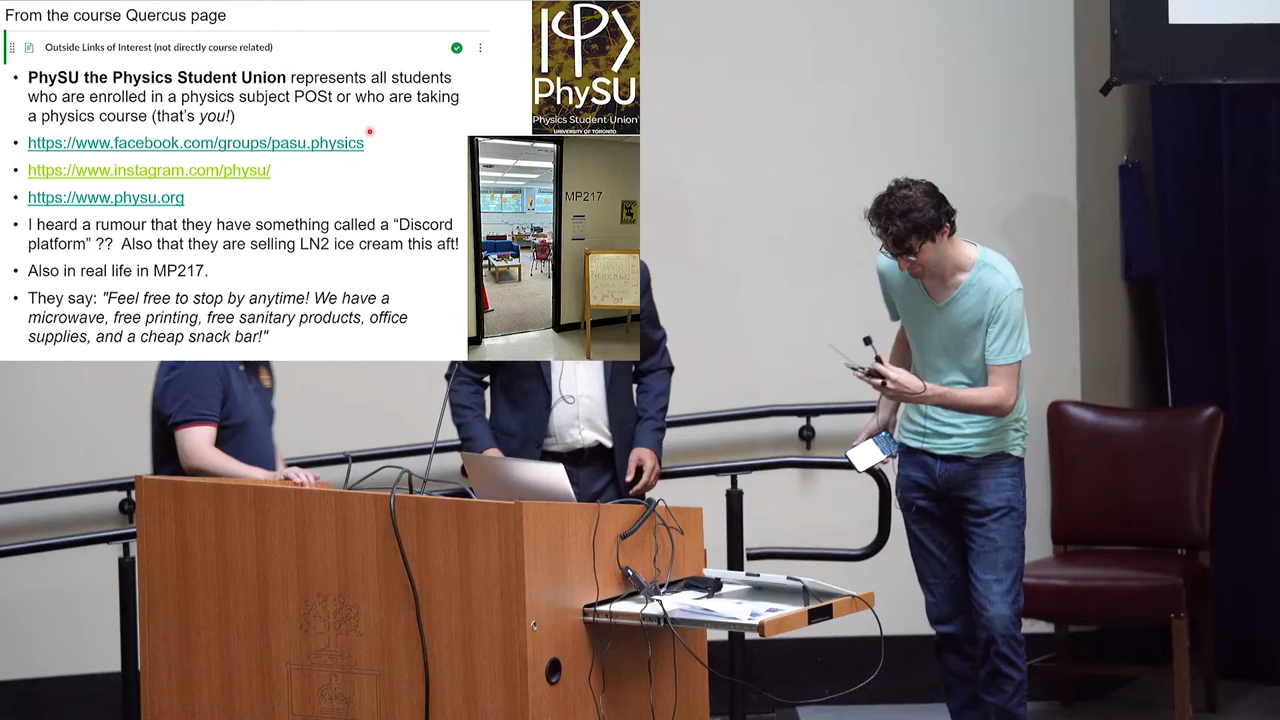 From the course Quercus page
Outside Links of Interest (not directly course related)
• PhySU the Physics Student Union represents all students
who are enrolled in a physics subject POSt or who are taking
a physics course (that's you!)
• https://www.facebook.com/groups/pasu.physics
• https://www.instagram.com/physu/
• https://www.physu.org
• I heard a rumour that they have something called a “Discord
platform” ?? Also that they are selling LN2 ice cream this aft!
• Also in real life in MP217.
• They say: "Feel free to stop by anytime! We have a
microwave, free printing, free sanitary products, office
supplies, and a cheap snack bar!"
PhySU
Physics Student Union
UNIVERSITY OF TORONTO
MP217